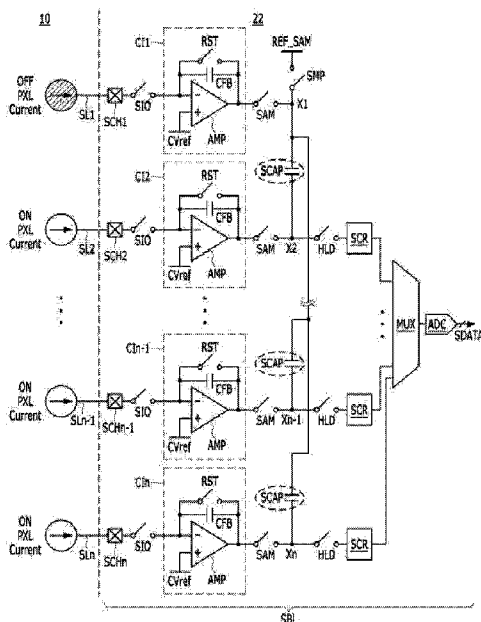 10
22
CI1
RST
REF_SAM
OFF
PXL
Current
SL1
SCH1
SIO
CFB
SMP
CVref
AMP
SAM
X1
CI2
RST
SCAP
ON
PXL
Current
SL2
SCH2
SIO
CFB
CVref
AMP
SAM
X2
HLD
SCR
MUX
ADC
SDATA
CIn-1
RST
SCAP
ON
PXL
Current
SLn-1
SCHn-1
SIO
CFB
CVref
AMP
SAM
Xn-1
HLD
SCR
CIn
RST
SCAP
ON
PXL
Current
SLn
SCHn
SIO
CFB
CVref
AMP
SAM
Xn
HLD
SCR
SBL